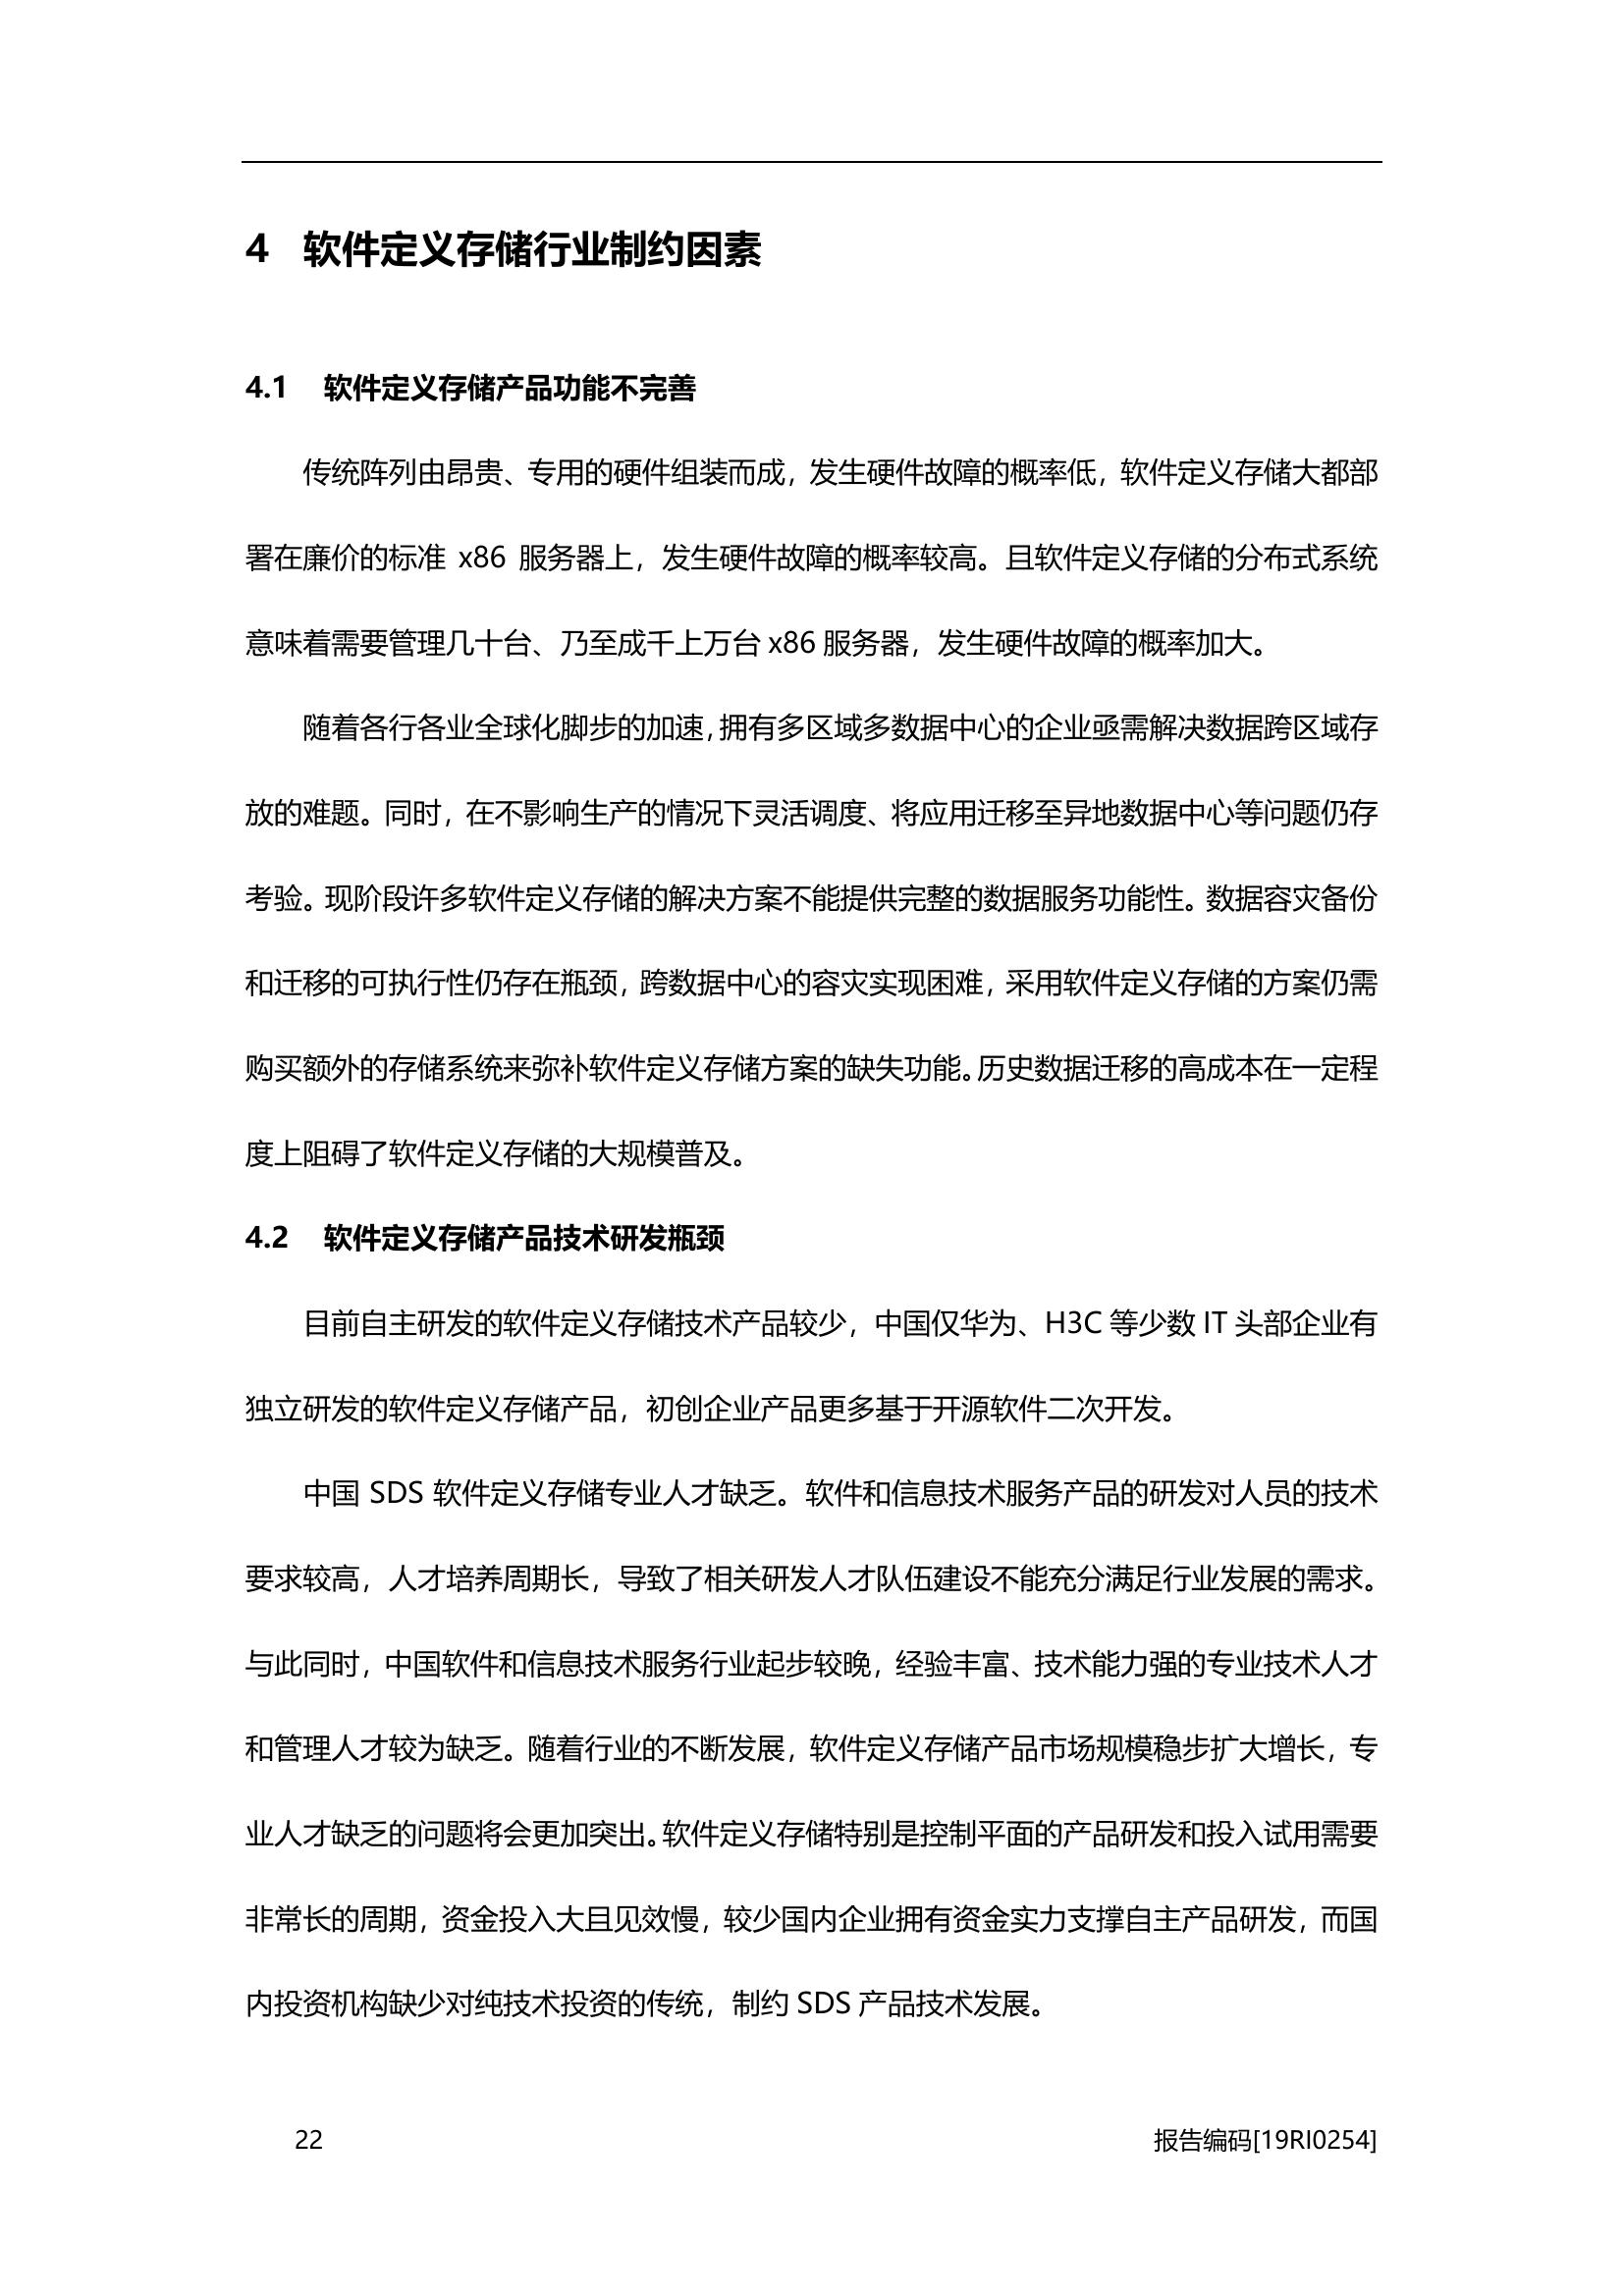 4 软件定义存储行业制约因素
4.1 软件定义存储产品功能不完善
传统阵列由昂贵、专用的硬件组装而成，发生硬件故障的概率低，软件定义存储大都部
署在廉价的标准 x86 服务器上，发生硬件故障的概率较高。且软件定义存储的分布式系统
意味着需要管理几十台、乃至成千上万台 x86 服务器，发生硬件故障的概率加大。
随着各行各业全球化脚步的加速，拥有多区域多数据中心的企业亟需解决数据跨区域存
放的难题。同时，在不影响生产的情况下灵活调度、将应用迁移至异地数据中心等问题仍存
考验。现阶段许多软件定义存储的解决方案不能提供完整的数据服务功能性。数据容灾备份
和迁移的可执行性仍存在瓶颈，跨数据中心的容灾实现困难，采用软件定义存储的方案仍需
购买额外的存储系统来弥补软件定义存储方案的缺失功能。历史数据迁移的高成本在一定程
度上阻碍了软件定义存储的大规模普及。
4.2 软件定义存储产品技术研发瓶颈
目前自主研发的软件定义存储技术产品较少，中国仅华为、H3C 等少数 IT 头部企业有
独立研发的软件定义存储产品，初创企业产品更多基于开源软件二次开发。
中国 SDS 软件定义存储专业人才缺乏。软件和信息技术服务产品的研发对人员的技术
要求较高，人才培养周期长，导致了相关研发人才队伍建设不能充分满足行业发展的需求。
与此同时，中国软件和信息技术服务行业起步较晚，经验丰富、技术能力强的专业技术人才
和管理人才较为缺乏。随着行业的不断发展，软件定义存储产品市场规模稳步扩大增长，专
业人才缺乏的问题将会更加突出。软件定义存储特别是控制平面的产品研发和投入试用需要
非常长的周期，资金投入大且见效慢，较少国内企业拥有资金实力支撑自主产品研发，而国
内投资机构缺少对纯技术投资的传统，制约 SDS 产品技术发展。
22 报告编码[19RI0254]